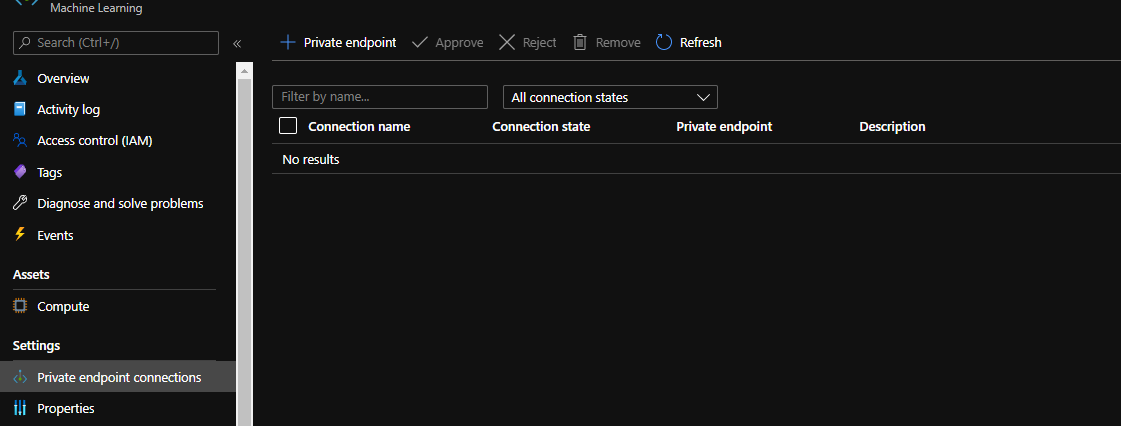 Machine Learning
Search (Ctrl+/)
«
Overview
Activity log
Access control (IAM)
Tags
Diagnose and solve problems
Events
Assets
Compute
Settings
Private endpoint connections
Properties
Private endpoint Approve Reject Remove Refresh
Filter by name... All connection states
Connection name Connection state Private endpoint Description
No results